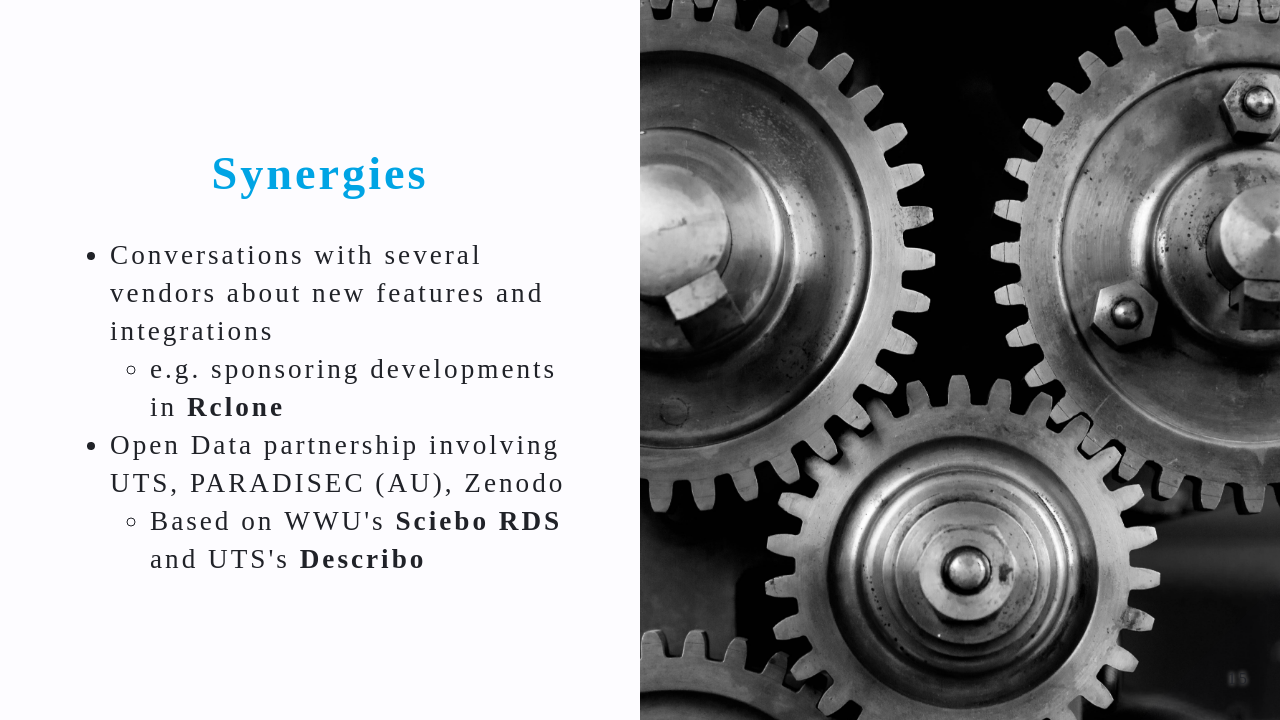 Synergies
Conversations with several
vendors about new features and
integrations
e.g. sponsoring developments
in Rclone
Open Data partnership involving
UTS, PARADISEC (AU), Zenodo
Based on WWU's Sciebo RDS
and UTS's Describo
15